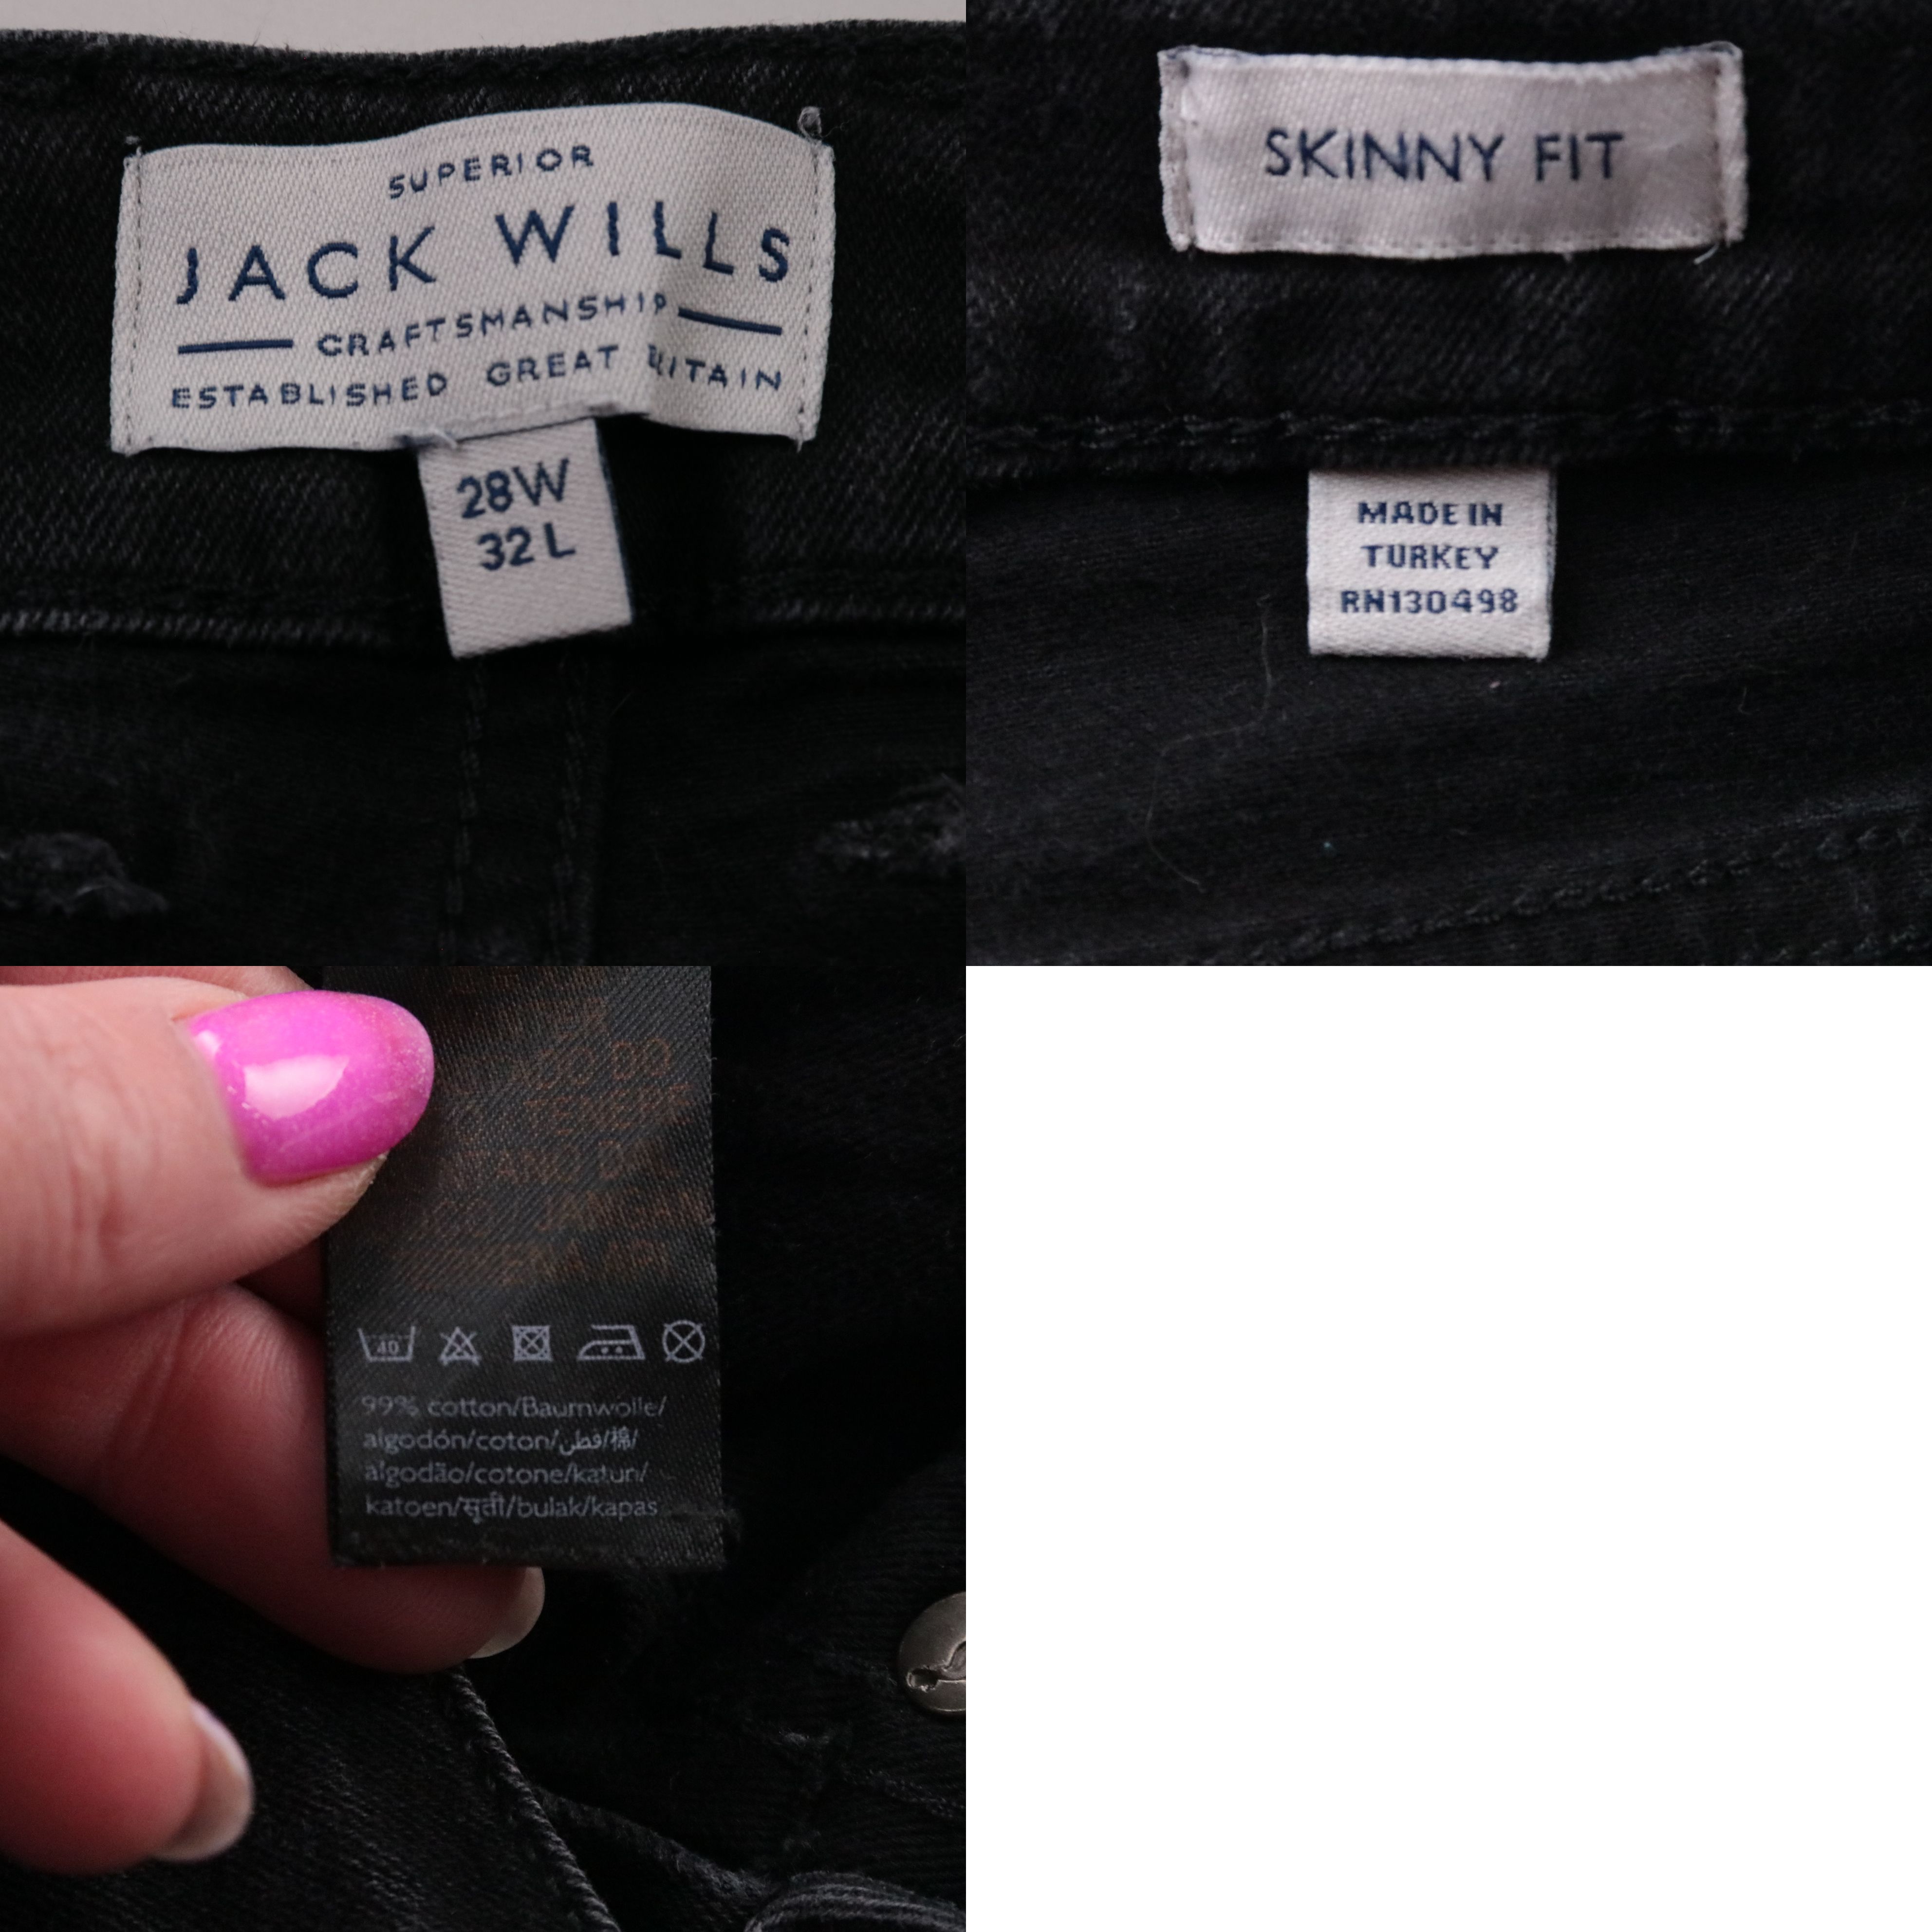 SUPERIOR
JACK WILLS
CRAFTSMANSHIP
ESTABLISHED GREAT BRITAIN
28W
32L
SKINNY FIT
MADE IN
TURKEY
RN130498
40
99% cotton/Baumwolle/
algodón/coton/قطن/棉/
algodão/cotone/katun/
katoen/सूती/bulak/kapas